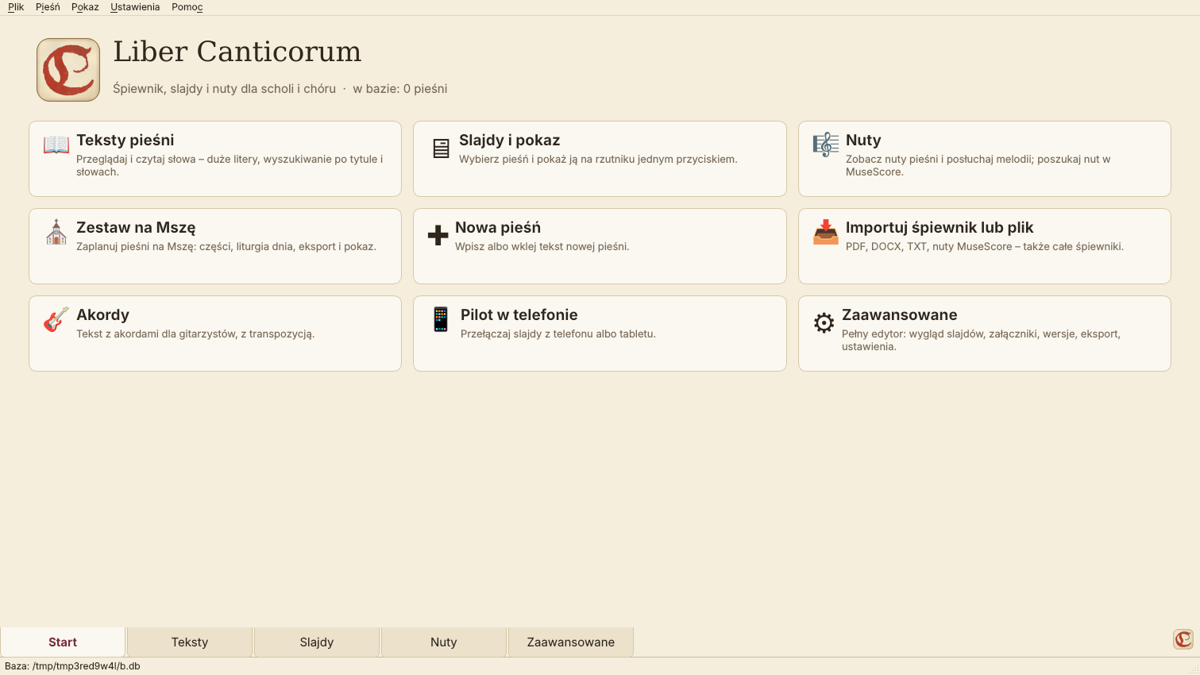 Plik Pieśń Pokaz Ustawienia Pomoc
Liber Canticorum
Śpiewnik, slajdy i nuty dla scholi i chóru · w bazie: 0 pieśni
Teksty pieśni
Przeglądaj i czytaj słowa – duże litery, wyszukiwanie po tytule i
słowach.
Slajdy i pokaz
Wybierz pieśń i pokaż ją na rzutniku jednym przyciskiem.
Nuty
Zobacz nuty pieśni i posłuchaj melodii; poszukaj nut w
MuseScore.
Zestaw na Mszę
Zaplanuj pieśni na Mszę: części, liturgia dnia, eksport i pokaz.
Nowa pieśń
Wpisz albo wklej tekst nowej pieśni.
Importuj śpiewnik lub plik
PDF, DOCX, TXT, nuty MuseScore – także całe śpiewniki.
Akordy
Tekst z akordami dla gitarzystów, z transpozycją.
Pilot w telefonie
Przełączaj slajdy z telefonu albo tabletu.
Zaawansowane
Pełny edytor: wygląd slajdów, załączniki, wersje, eksport,
ustawienia.
Start Teksty Slajdy Nuty Zaawansowane
Baza: /tmp/tmp3red9w4l/b.db